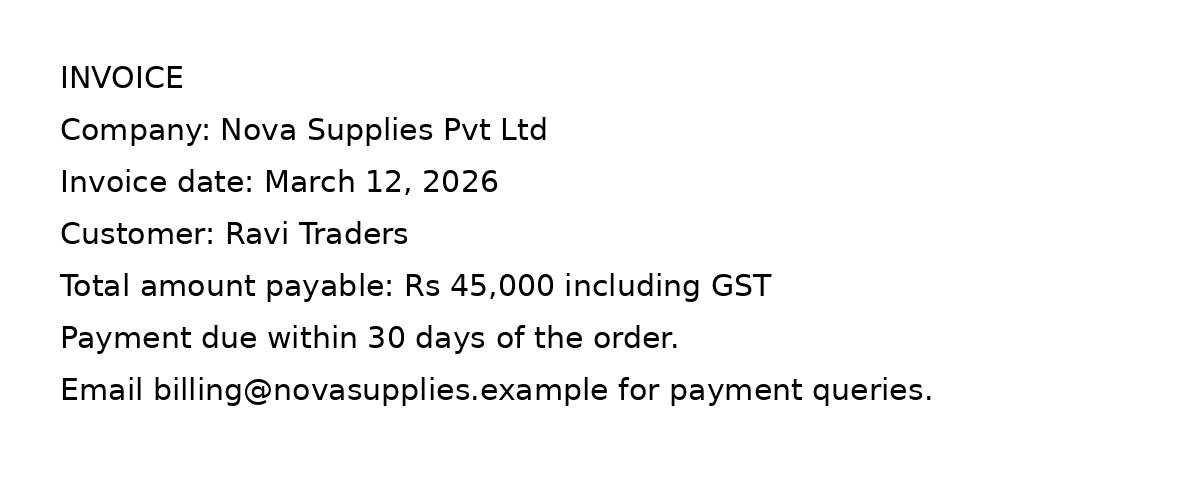 INVOICE
Company: Nova Supplies Pvt Ltd
Invoice date: March 12, 2026
Customer: Ravi Traders
Total amount payable: Rs 45,000 including GST
Payment due within 30 days of the order.
Email billing@novasupplies.example for payment queries.